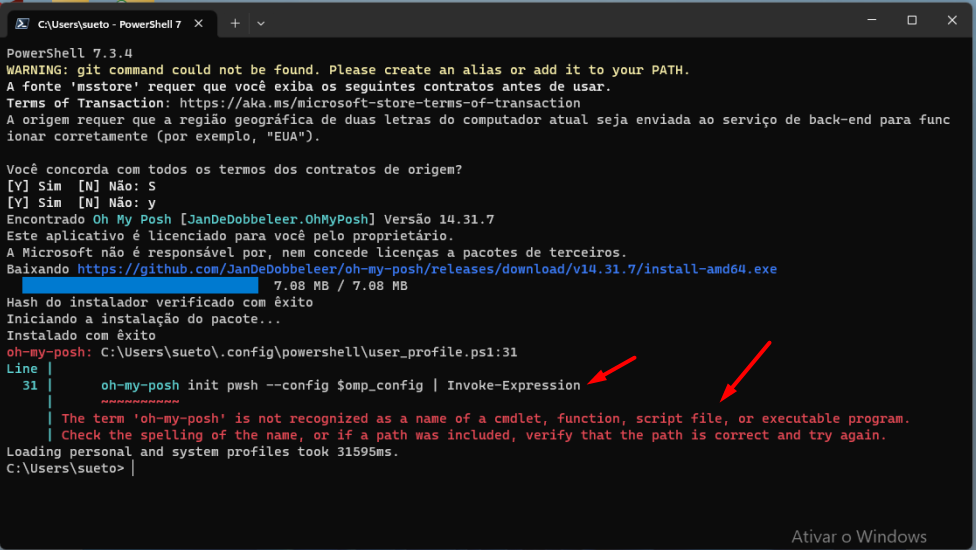 C:\Users\sueto - PowerShell 7
PowerShell 7.3.4
WARNING: git command could not be found. Please create an alias or add it to your PATH.
A fonte 'msstore' requer que você exiba os seguintes contratos antes de usar.
Terms of Transaction: https://aka.ms/microsoft-store-terms-of-transaction
A origem requer que a região geográfica de duas letras do computador atual seja enviada ao serviço de back-end para func
ionar corretamente (por exemplo, "EUA").
Você concorda com todos os termos dos contratos de origem?
[Y] Sim  [N] Não: S
[Y] Sim  [N] Não: y
Encontrado Oh My Posh [JanDeDobbeleer.OhMyPosh] Versão 14.31.7
Este aplicativo é licenciado para você pelo proprietário.
A Microsoft não é responsável por, nem concede licenças a pacotes de terceiros.
Baixando https://github.com/JanDeDobbeleer/oh-my-posh/releases/download/v14.31.7/install-amd64.exe
7.08 MB / 7.08 MB
Hash do instalador verificado com êxito
Iniciando a instalação do pacote...
Instalado com êxito
oh-my-posh: C:\Users\sueto\.config\powershell\user_profile.ps1:31
Line |
  31 |      oh-my-posh init pwsh --config $omp_config | Invoke-Expression
     |      ~~~~~~~~~~
     | The term 'oh-my-posh' is not recognized as a name of a cmdlet, function, script file, or executable program.
     | Check the spelling of the name, or if a path was included, verify that the path is correct and try again.
Loading personal and system profiles took 31595ms.
C:\Users\sueto>
Ativar o Windows